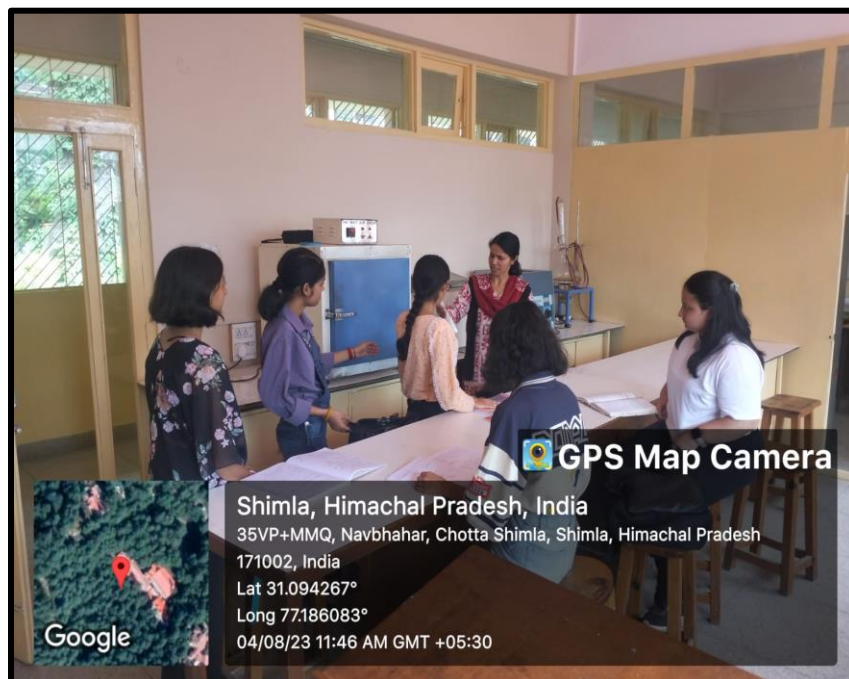 GPS Map Camera
Shimla, Himachal Pradesh, India
35VP+MMQ, Navbhahar, Chotta Shimla, Shimla, Himachal Pradesh
171002, India
Lat 31.094267°
Long 77.186083°
04/08/23 11:46 AM GMT +05:30
Google